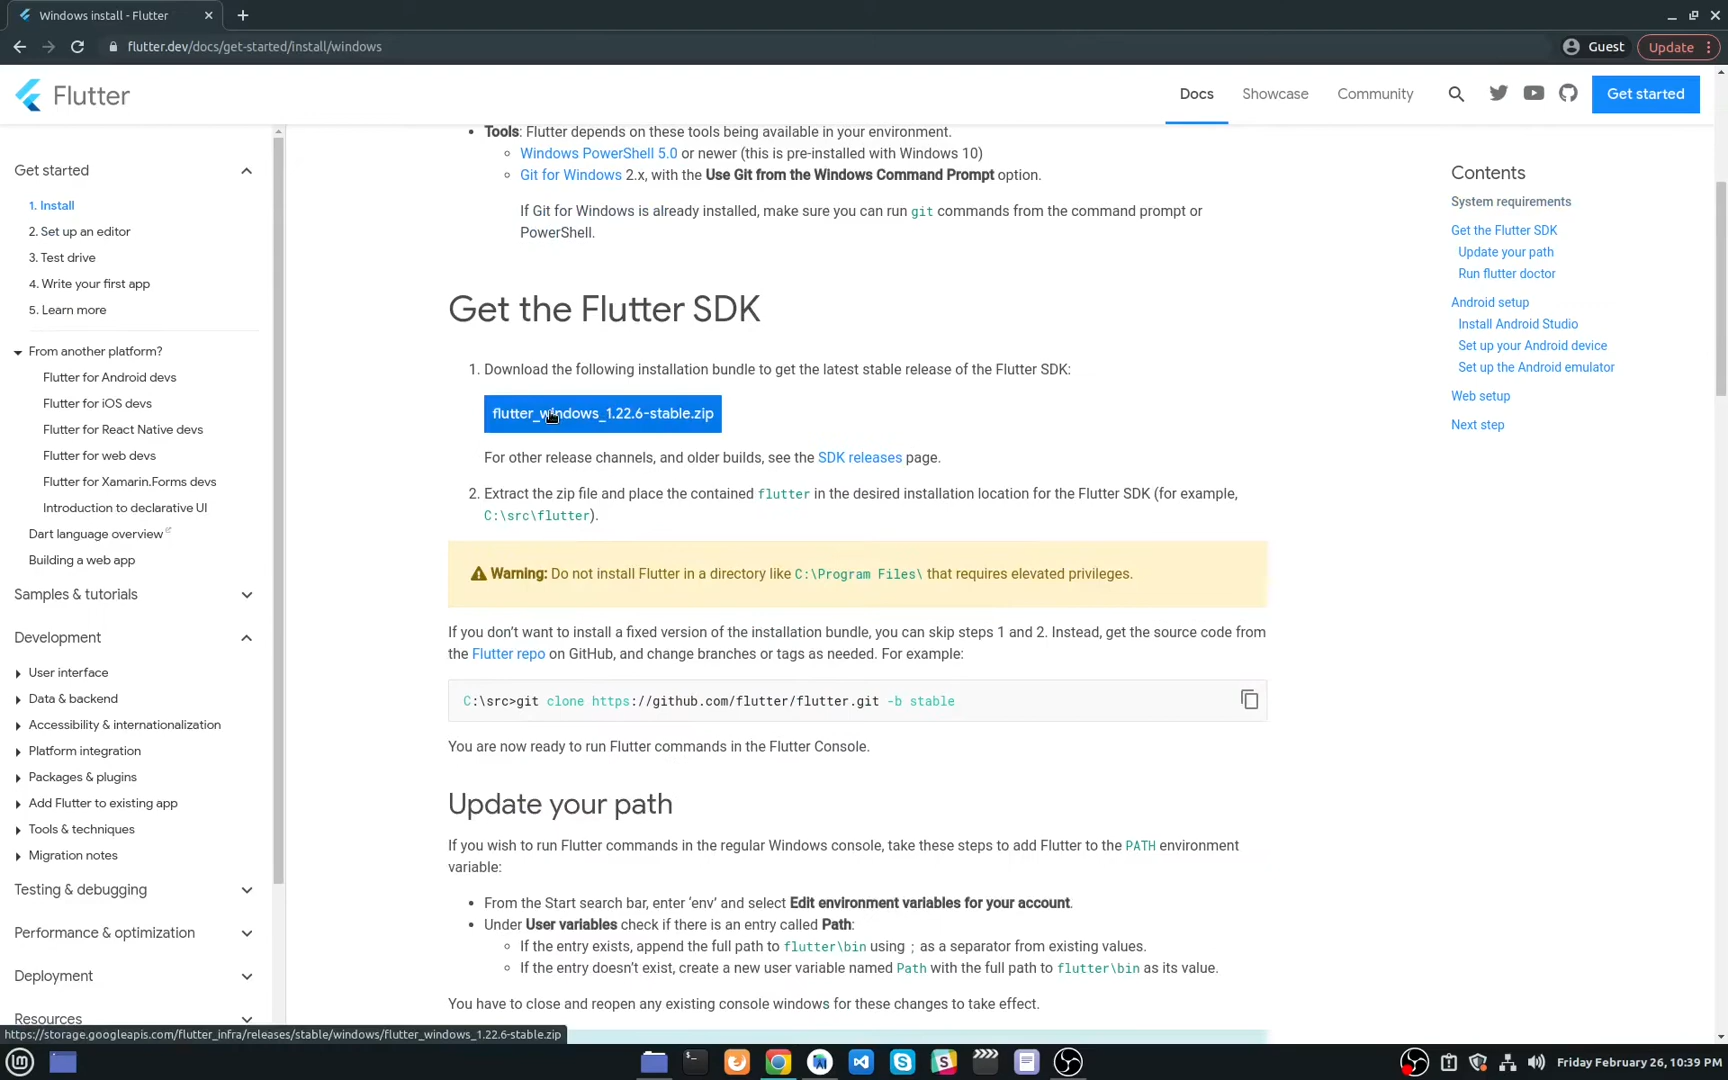 Windows install - Flutter
flutter.dev/docs/get-started/install/windows
Guest
Update
Flutter
Docs
Showcase
Community
Get started
Get started
1. Install
2. Set up an editor
3. Test drive
4. Write your first app
5. Learn more
From another platform?
Flutter for Android devs
Flutter for iOS devs
Flutter for React Native devs
Flutter for web devs
Flutter for Xamarin.Forms devs
Introduction to declarative UI
Dart language overview
Building a web app
Samples & tutorials
Development
User interface
Data & backend
Accessibility & internationalization
Platform integration
Packages & plugins
Add Flutter to existing app
Tools & techniques
Migration notes
Testing & debugging
Performance & optimization
Deployment
Resources
• Tools: Flutter depends on these tools being available in your environment.
Windows PowerShell 5.0 or newer (this is pre-installed with Windows 10)
Git for Windows 2.x, with the Use Git from the Windows Command Prompt option.
If Git for Windows is already installed, make sure you can run git commands from the command prompt or
PowerShell.
Get the Flutter SDK
1. Download the following installation bundle to get the latest stable release of the Flutter SDK:
flutter_windows_1.22.6-stable.zip
For other release channels, and older builds, see the SDK releases page.
2. Extract the zip file and place the contained flutter in the desired installation location for the Flutter SDK (for example,
C:\src\flutter).
Warning: Do not install Flutter in a directory like C:\Program Files\ that requires elevated privileges.
If you don't want to install a fixed version of the installation bundle, you can skip steps 1 and 2. Instead, get the source code from
the Flutter repo on GitHub, and change branches or tags as needed. For example:
C:\src>git clone https://github.com/flutter/flutter.git -b stable
You are now ready to run Flutter commands in the Flutter Console.
Update your path
If you wish to run Flutter commands in the regular Windows console, take these steps to add Flutter to the PATH environment
variable:
• From the Start search bar, enter ‘env’ and select Edit environment variables for your account.
• Under User variables check if there is an entry called Path:
If the entry exists, append the full path to flutter\bin using ; as a separator from existing values.
If the entry doesn't exist, create a new user variable named Path with the full path to flutter\bin as its value.
You have to close and reopen any existing console windows for these changes to take effect.
Contents
System requirements
Get the Flutter SDK
Update your path
Run flutter doctor
Android setup
Install Android Studio
Set up your Android device
Set up the Android emulator
Web setup
Next step
https://storage.googleapis.com/flutter_infra/releases/stable/windows/flutter_windows_1.22.6-stable.zip
Friday February 26, 10:39 PM